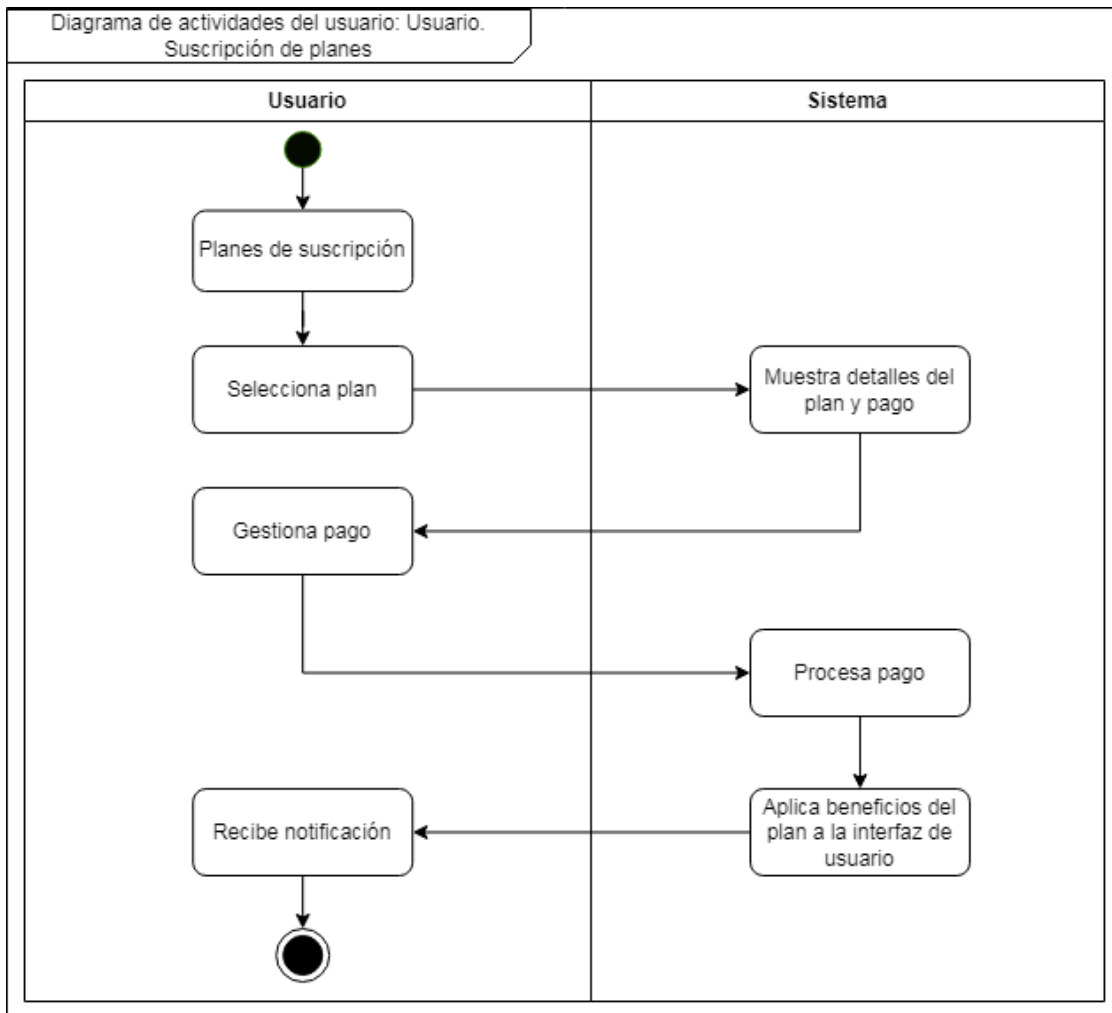 Diagrama de actividades del usuario: Usuario.
Suscripción de planes
Usuario
Sistema
Planes de suscripción
Selecciona plan
Muestra detalles del
plan y pago
Gestiona pago
Procesa pago
Recibe notificación
Aplica beneficios del
plan a la interfaz de
usuario